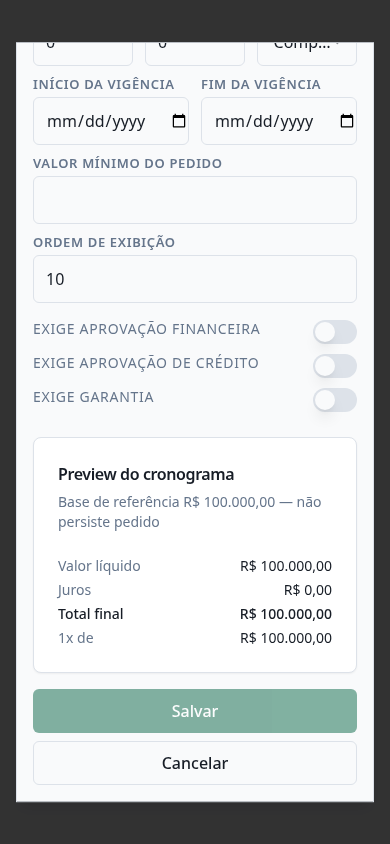 0 0 Comp...
INÍCIO DA VIGÊNCIA FIM DA VIGÊNCIA
mm/dd/yyyy mm/dd/yyyy
VALOR MÍNIMO DO PEDIDO
ORDEM DE EXIBIÇÃO
10
EXIGE APROVAÇÃO FINANCEIRA
EXIGE APROVAÇÃO DE CRÉDITO
EXIGE GARANTIA
Preview do cronograma
Base de referência R$ 100.000,00 — não
persiste pedido
Valor líquido R$ 100.000,00
Juros R$ 0,00
Total final R$ 100.000,00
1x de R$ 100.000,00
Salvar
Cancelar